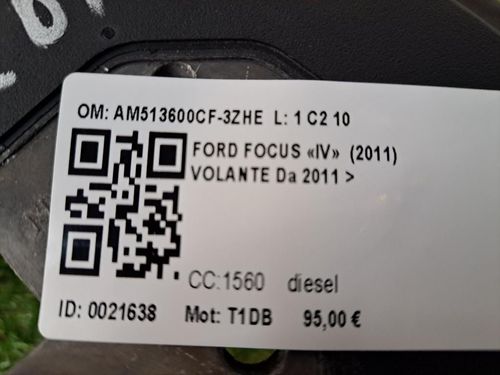 OM: AM513600CF-3ZHE L: 1 C2 10
FORD FOCUS «IV» (2011)
VOLANTE Da 2011 >
CC:1560 diesel
ID: 0021638 Mot: T1DB 95,00 €